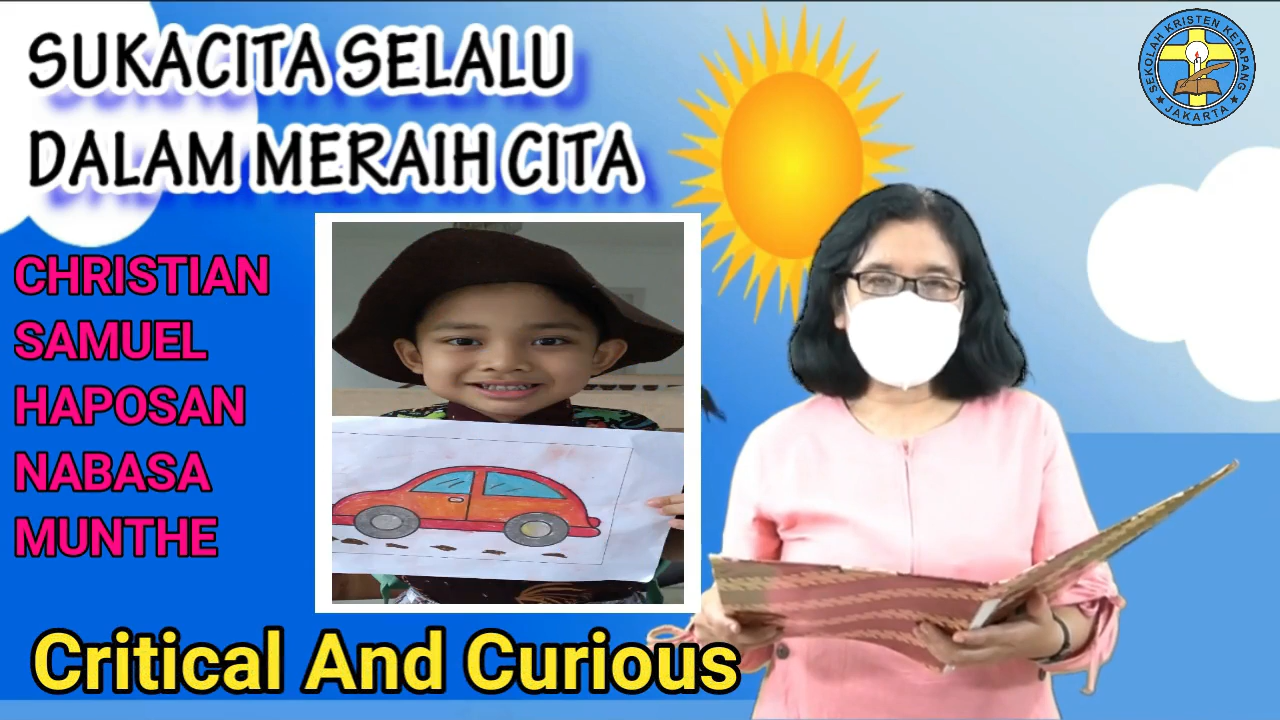 SUKACITA SELALU
DALAM MERAIH CITA
SEKOLAH KRISTEN KETAPANG
★ JAKARTA ★
CHRISTIAN
SAMUEL
HAPOSAN
NABASA
MUNTHE
Critical And Curious